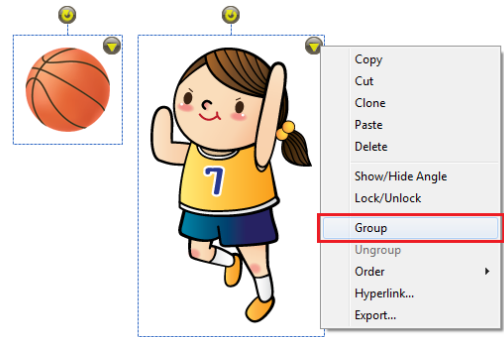 7
Copy
Cut
Clone
Paste
Delete
Show/Hide Angle
Lock/Unlock
Group
Ungroup
Order
Hyperlink...
Export...